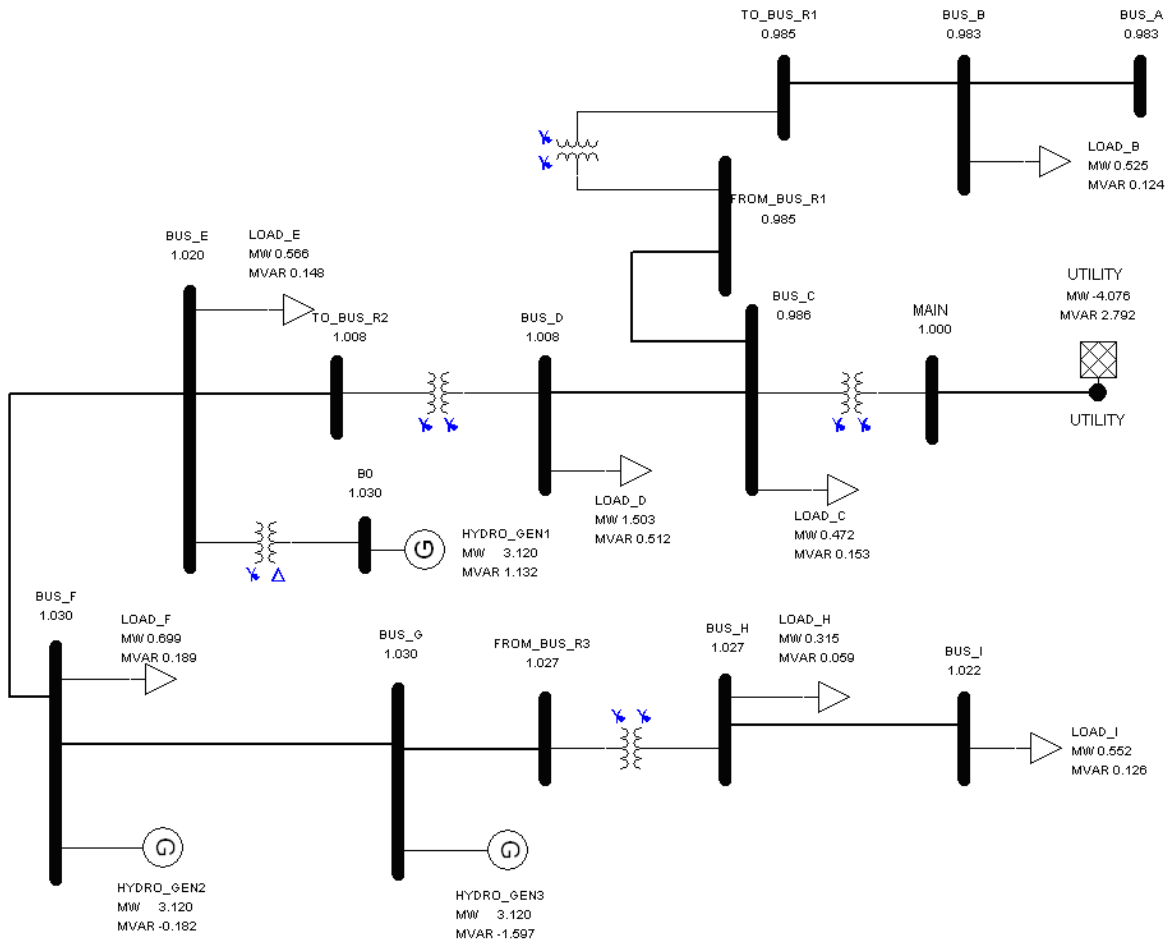 TO_BUS_R1
0.985
BUS_B
0.983
BUS_A
0.983
LOAD_B
MW 0.525
MVAR 0.124
FROM_BUS_R1
0.985
BUS_E
1.020
LOAD_E
MW 0.566
MVAR 0.148
TO_BUS_R2
1.008
BUS_D
1.008
BUS_C
0.986
MAIN
1.000
UTILITY
MW -4.076
MVAR 2.792
UTILITY
B0
1.030
HYDRO_GEN1
MW 3.120
MVAR 1.132
LOAD_D
MW 1.503
MVAR 0.512
LOAD_C
MW 0.472
MVAR 0.153
G
BUS_F
1.030
LOAD_F
MW 0.699
MVAR 0.189
BUS_G
1.030
FROM_BUS_R3
1.027
BUS_H
1.027
LOAD_H
MW 0.315
MVAR 0.059
BUS_I
1.022
LOAD_I
MW 0.552
MVAR 0.126
G
HYDRO_GEN2
MW 3.120
MVAR -0.182
G
HYDRO_GEN3
MW 3.120
MVAR -1.597